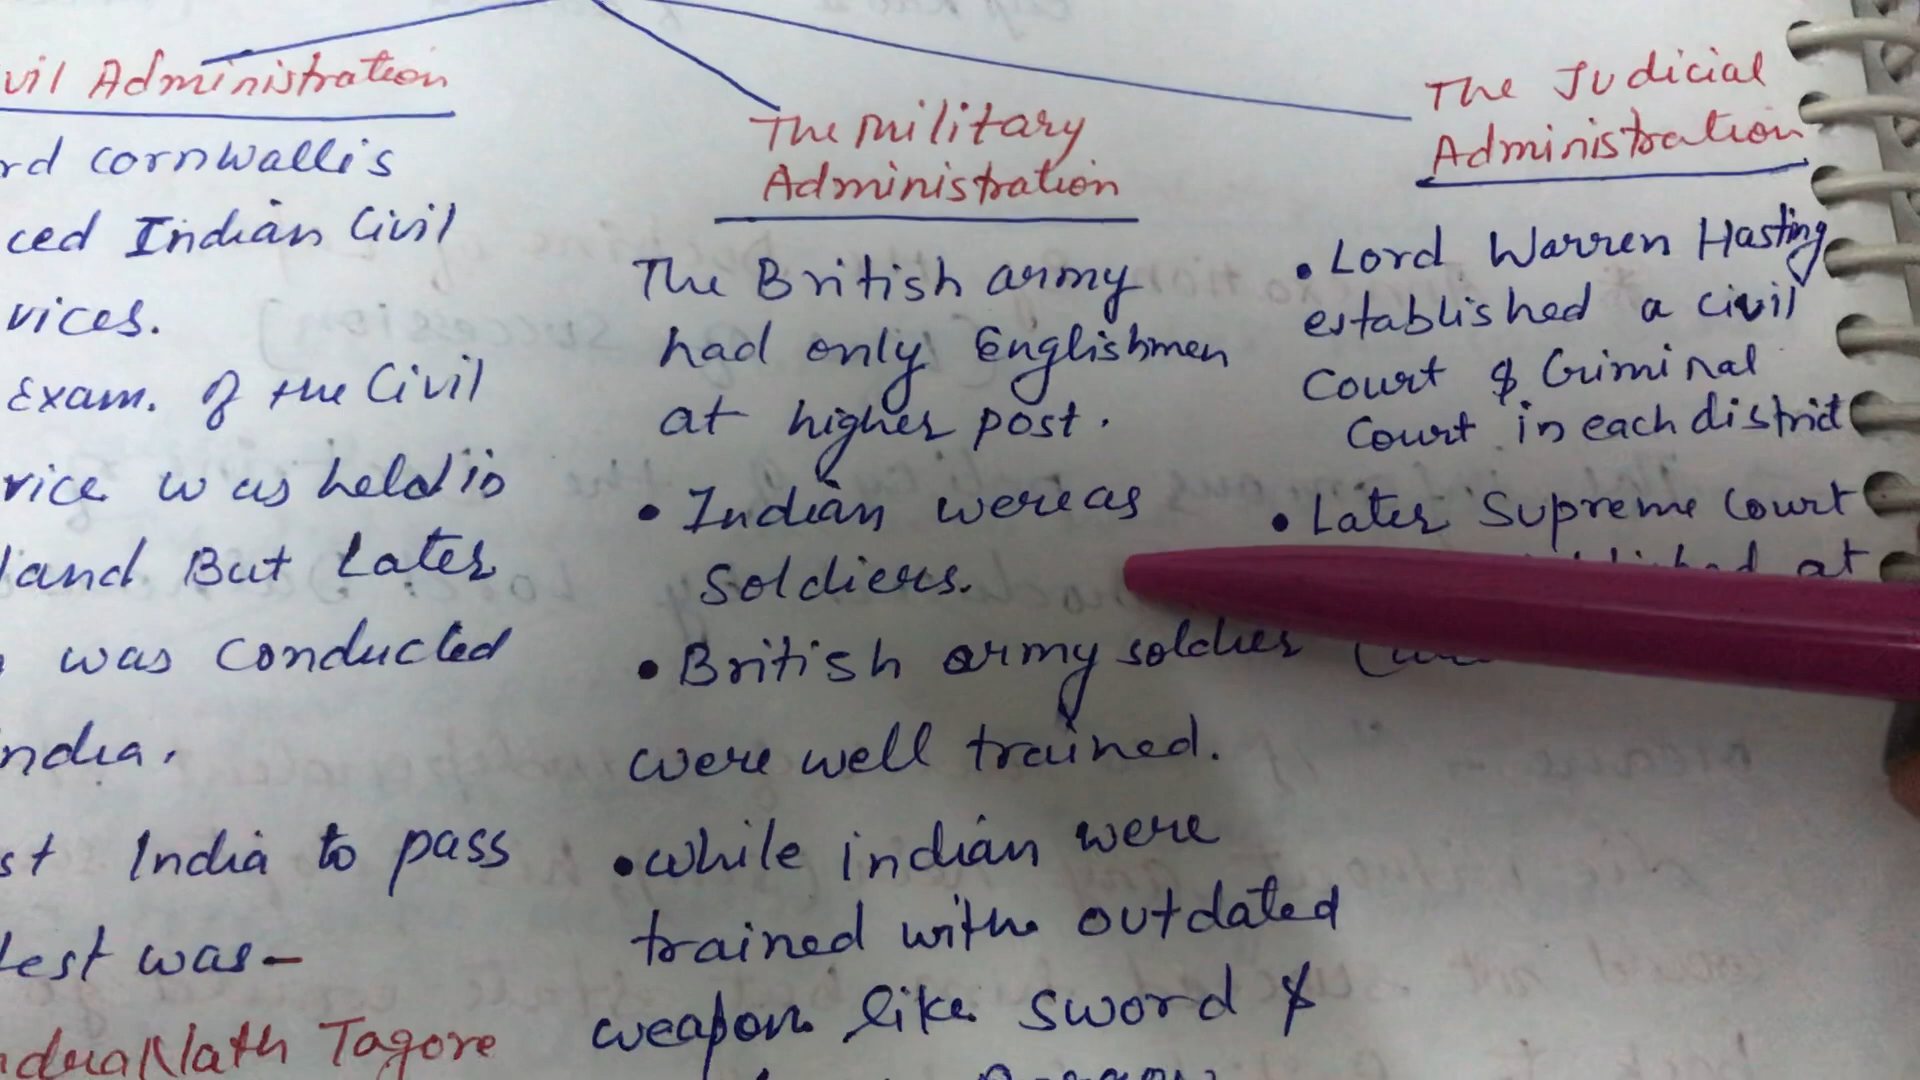 vil Administration
rd cornwallis
ced Indian Civil
vices.
Exam. of the Civil
vice was held in
land But Later
was conducted
ndia.
st India to pass
test was-
Nath Tagore
The Military
Administration
The British army
had only Englishmen
at higher post.
• Indian were as
Soldiers.
• British army soldier
were well trained.
• while indian were
trained with outdated
weapon like sword &
The Judicial
Administration
• Lord Warren Hasting
established a civil
Court & Criminal
Court in each district
• Later Supreme Court
at